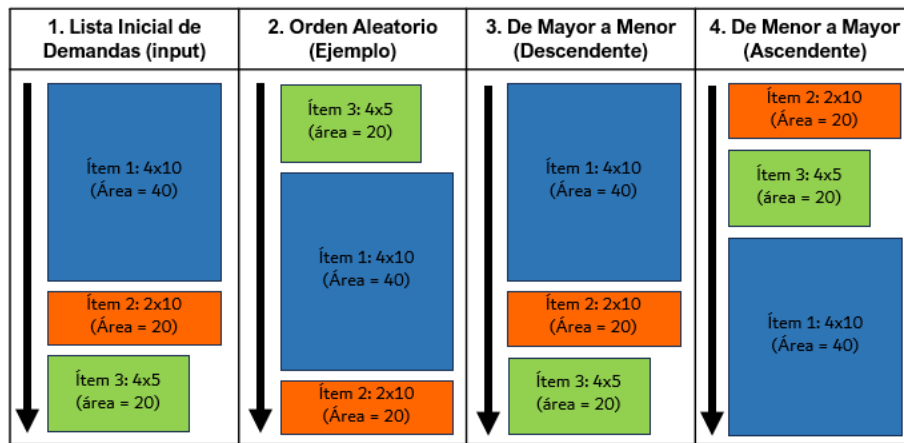 1. Lista Inicial de
Demandas (input)
Ítem 1: 4x10
(Área = 40)
Ítem 2: 2x10
(Área = 20)
Ítem 3: 4x5
(área = 20)
2. Orden Aleatorio
(Ejemplo)
Ítem 3: 4x5
(área = 20)
Ítem 1: 4x10
(Área = 40)
Ítem 2: 2x10
(Área = 20)
3. De Mayor a Menor
(Descendente)
Ítem 1: 4x10
(Área = 40)
Ítem 2: 2x10
(Área = 20)
Ítem 3: 4x5
(área = 20)
4. De Menor a Mayor
(Ascendente)
Ítem 2: 2x10
(Área = 20)
Ítem 3: 4x5
(área = 20)
Ítem 1: 4x10
(Área = 40)